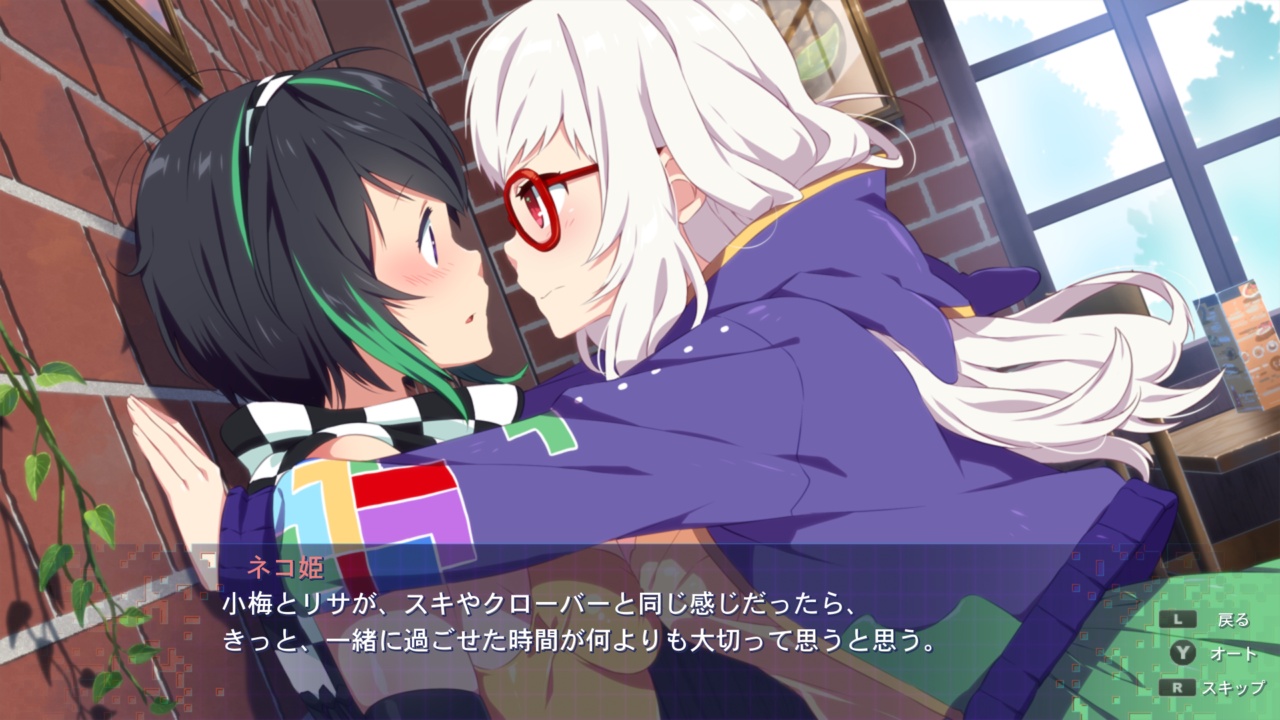 ネコ姫
小梅とリサが、スキやクローバーと同じ感じだったら、
きっと、一緒に過ごせた時間が何よりも大切って思うと思う。
L 戻る
Y オート
R スキップ